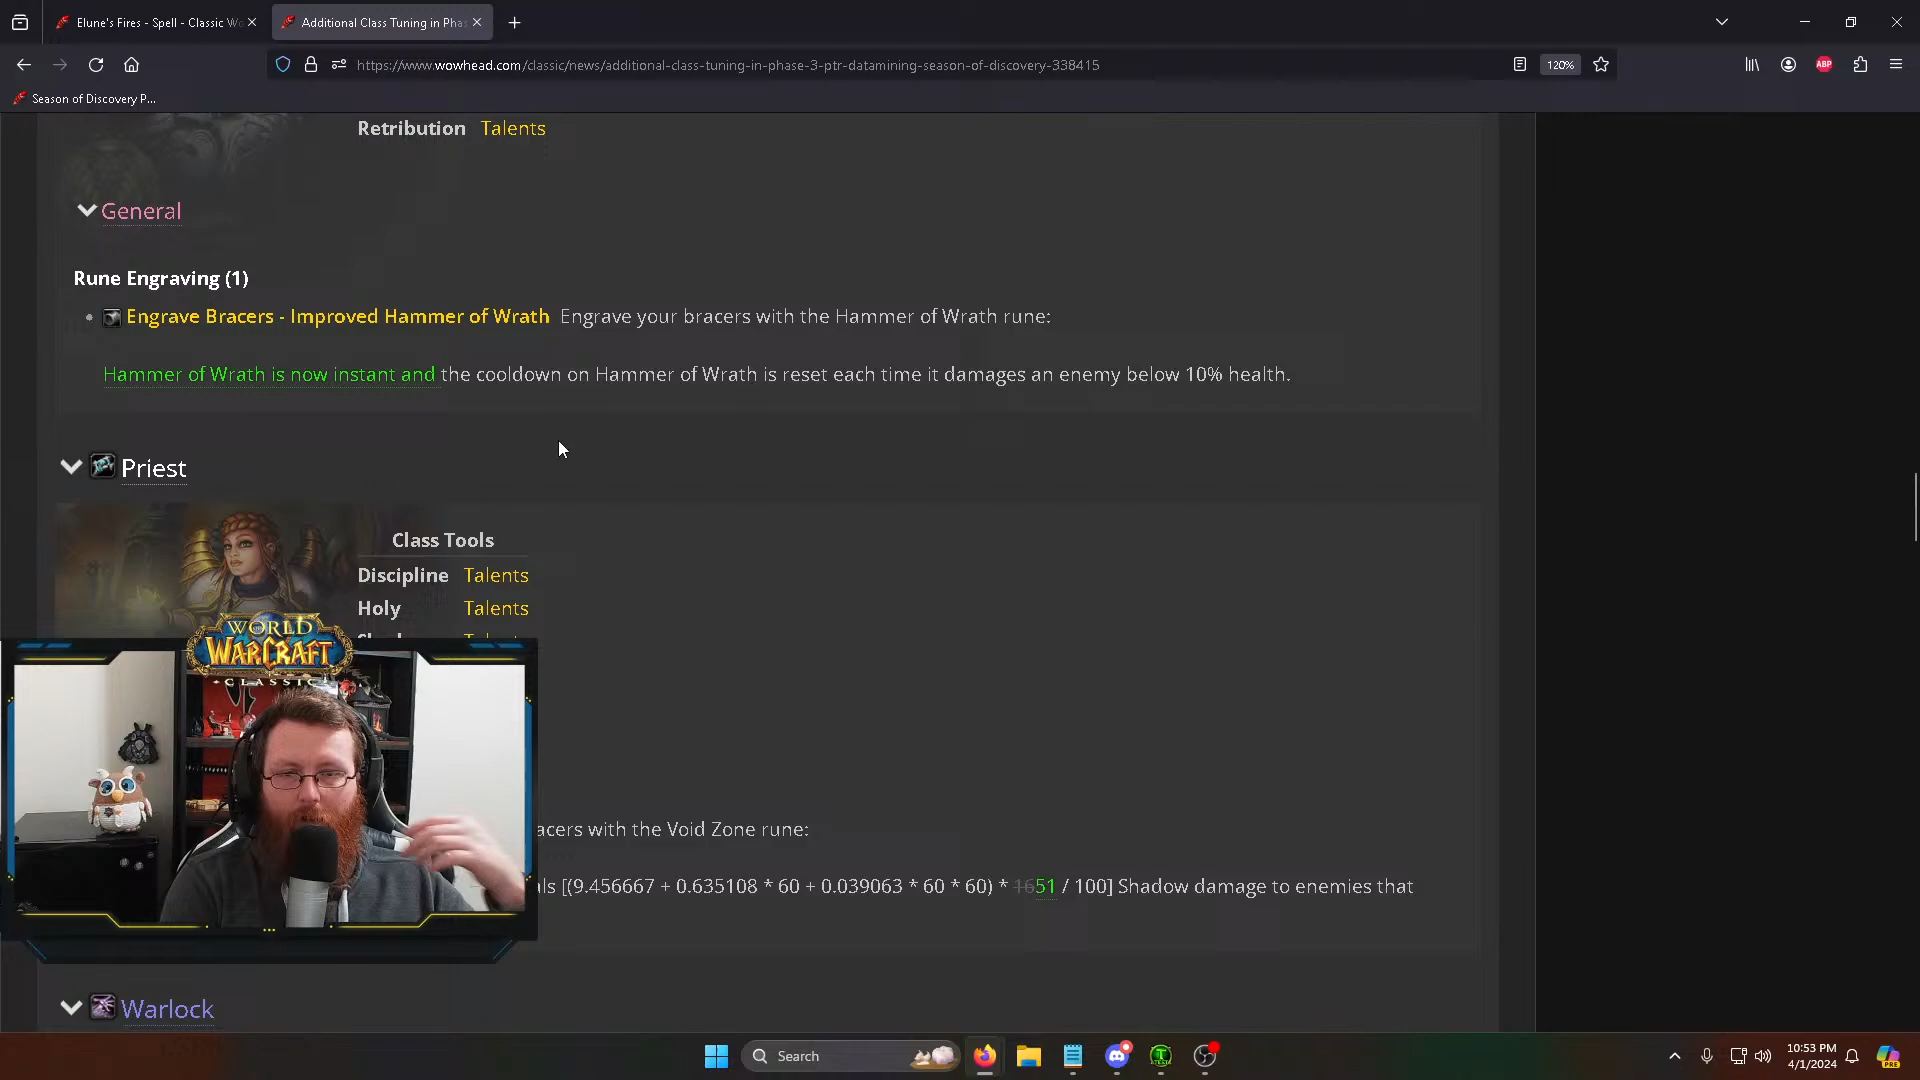 Elune's Fires - Spell - Classic Wo
Additional Class Tuning in Pha
https://www.wowhead.com/classic/news/additional-class-tuning-in-phase-3-ptr-datamining-season-of-discovery-338415
120%
ABP
Season of Discovery P...
Retribution Talents
General
Rune Engraving (1)
Engrave Bracers - Improved Hammer of Wrath Engrave your bracers with the Hammer of Wrath rune:
Hammer of Wrath is now instant and the cooldown on Hammer of Wrath is reset each time it damages an enemy below 10% health.
Priest
Class Tools
Discipline Talents
Holy Talents
WORLD
WARCRAFT
CLASSIC
acers with the Void Zone rune:
als [(9.456667 + 0.635108 * 60 + 0.039063 * 60 * 60) * 1651 / 100] Shadow damage to enemies that
Warlock
Search
10:53 PM
4/1/2024
PRE